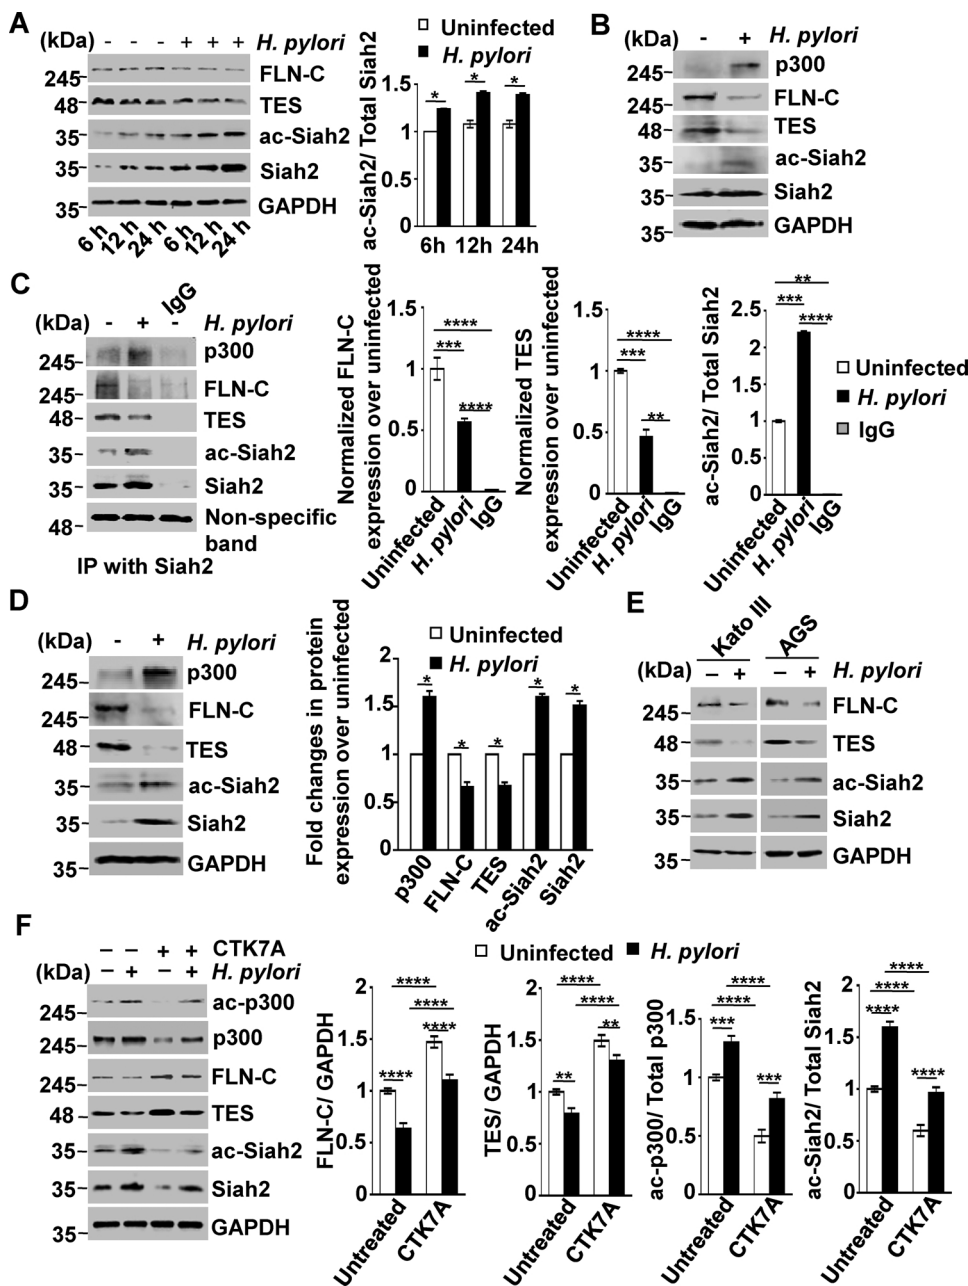 A
(kDa) - - - + + + H. pylori
245 FLN-C
48 TES
35 ac-Siah2
35 Siah2
35 GAPDH
6 h 12 h 24 h 6 h 12 h 24 h
Uninfected
H. pylori
ac-Siah2/ Total Siah2
1.5
1
0.5
0
* * *
6h 12h 24h
B
- + H. pylori
(kDa)
245 p300
245 FLN-C
48 TES
35 ac-Siah2
35 Siah2
35 GAPDH
C
IgG
(kDa) - + - H. pylori
245 p300
245 FLN-C
48 TES
35 ac-Siah2
35 Siah2
48 Non-specific
band
IP with Siah2
Normalized FLN-C
expression over uninfected
1.5
1
0.5
0
****
***
****
Uninfected H. pylori IgG
Normalized TES
expression over uninfected
1.5
1
0.5
0
****
***
**
Uninfected H. pylori IgG
ac-Siah2/ Total Siah2
2.5
2
1.5
1
0.5
0
**
***
****
Uninfected H. pylori IgG
Uninfected
H. pylori
IgG
D
(kDa) - + H. pylori
245 p300
245 FLN-C
48 TES
35 ac-Siah2
35 Siah2
35 GAPDH
Uninfected
H. pylori
Fold changes in protein
expression over uninfected
2
1.5
1
0.5
0
* * * * *
p300 FLN-C TES ac-Siah2 Siah2
E
Kato III AGS
(kDa) – + – + H. pylori
245 FLN-C
48 TES
35 ac-Siah2
35 Siah2
35 GAPDH
F
– – + + CTK7A
(kDa) – + – + H. pylori
245 ac-p300
245 p300
245 FLN-C
48 TES
35 ac-Siah2
35 Siah2
35 GAPDH
Uninfected H. pylori
FLN-C/ GAPDH
2
1.5
1
0.5
0
****
****
****
****
Untreated CTK7A
TES/ GAPDH
2
1.5
1
0.5
0
****
****
**
**
Untreated CTK7A
ac-p300/ Total p300
1.5
1
0.5
0
****
****
***
***
Untreated CTK7A
ac-Siah2/ Total Siah2
2
1.5
1
0.5
0
****
****
****
****
Untreated CTK7A